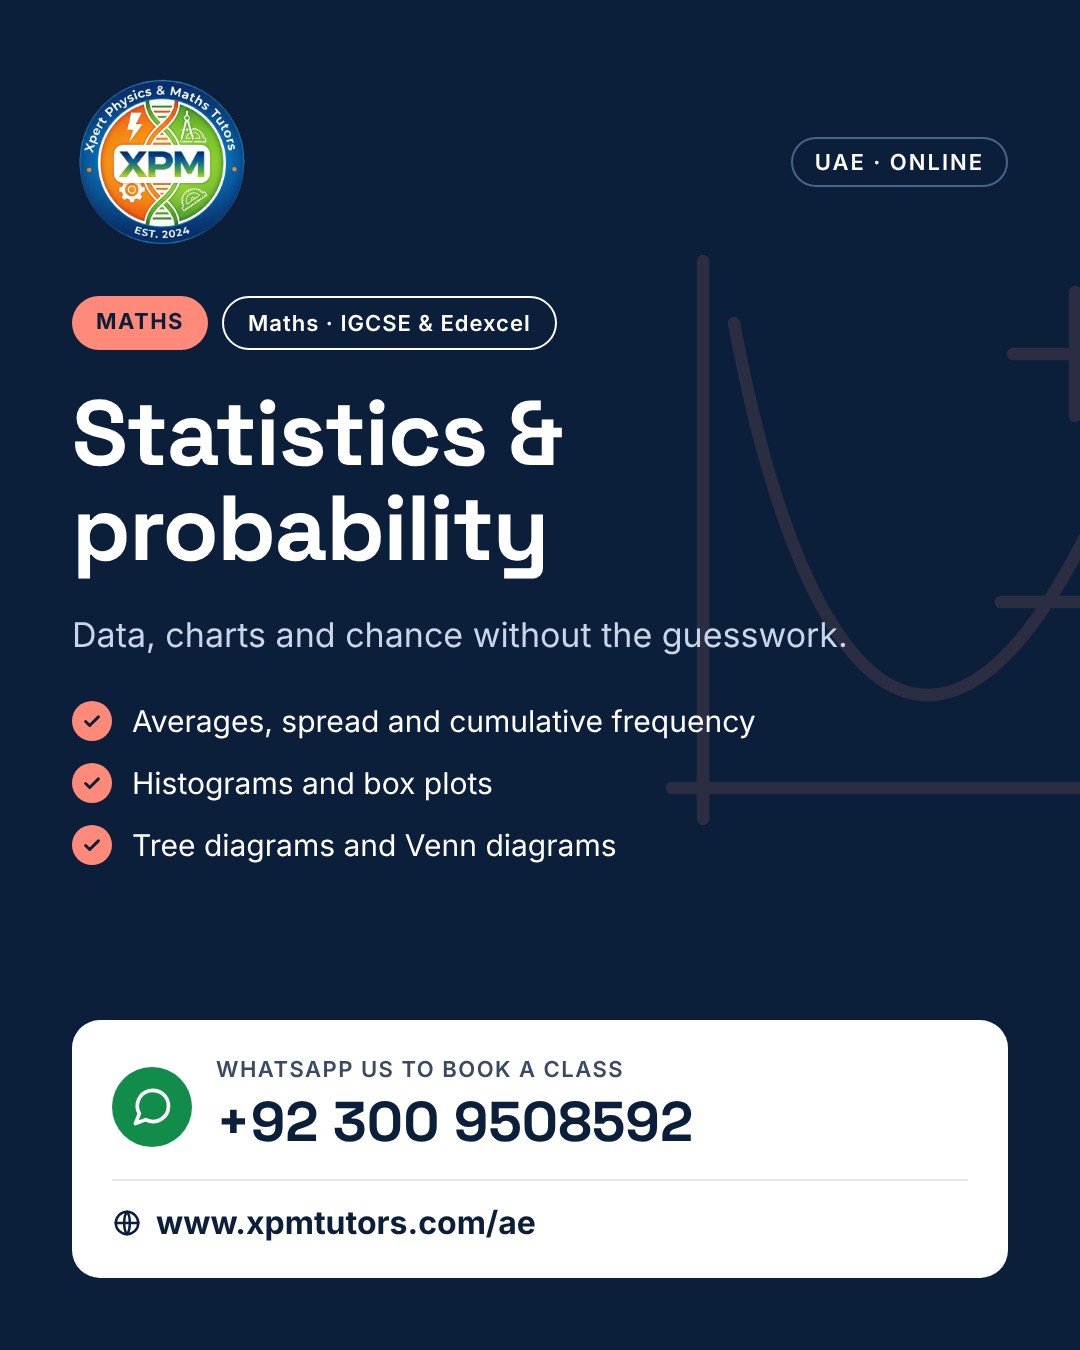 Xpert Physics & Maths Tutors
XPM
EST. 2024
UAE · ONLINE
MATHS
Maths · IGCSE & Edexcel
Statistics &
probability
Data, charts and chance without the guesswork.
Averages, spread and cumulative frequency
Histograms and box plots
Tree diagrams and Venn diagrams
WHATSAPP US TO BOOK A CLASS
+92 300 9508592
www.xpmtutors.com/ae